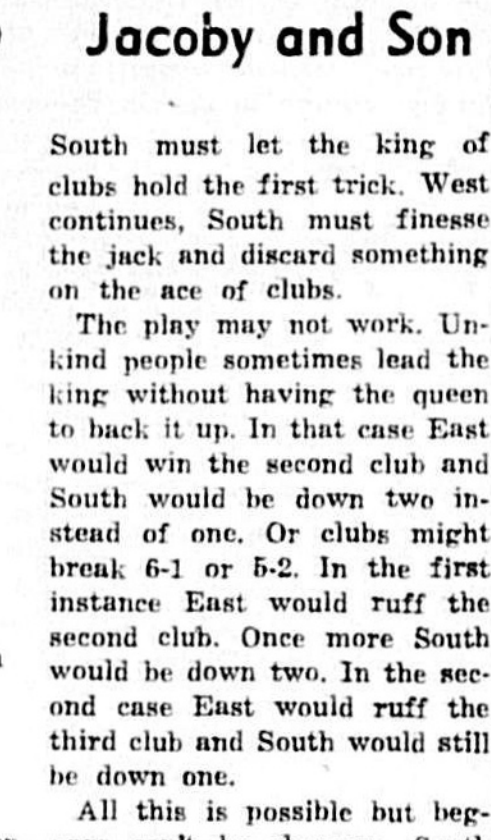 Jacoby and Son
South must let the king of
clubs hold the first trick. West
continues, South must finesse
the jack and discard something
on the ace of clubs.
The play may not work. Un-
kind people sometimes lead the
king without having the queen
to back it up. In that case East
would win the second club and
South would be down two in-
stead of one. Or clubs might
break 6-1 or 5-2. In the first
instance East would ruff the
second club. Once more South
would be down two. In the sec-
ond case East would ruff the
third club and South would still
be down one.
All this is possible but beg-